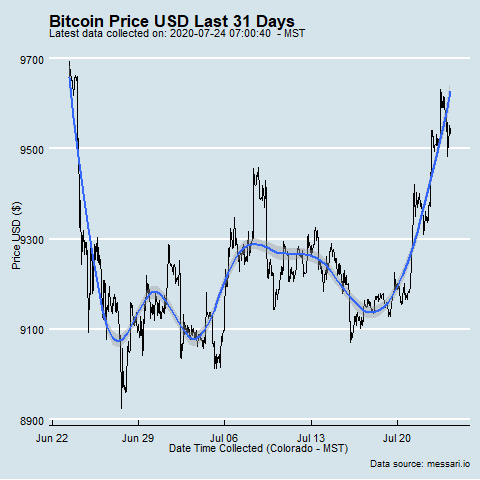 Bitcoin Price USD Last 31 Days
Latest data collected on: 2020-07-24 07:00:40 - MST
9700
9500
9300
9100
8900
Price USD ($)
Jun 22 Jun 29 Jul 06 Jul 13 Jul 20
Date Time Collected (Colorado - MST)
Data source: messari.io